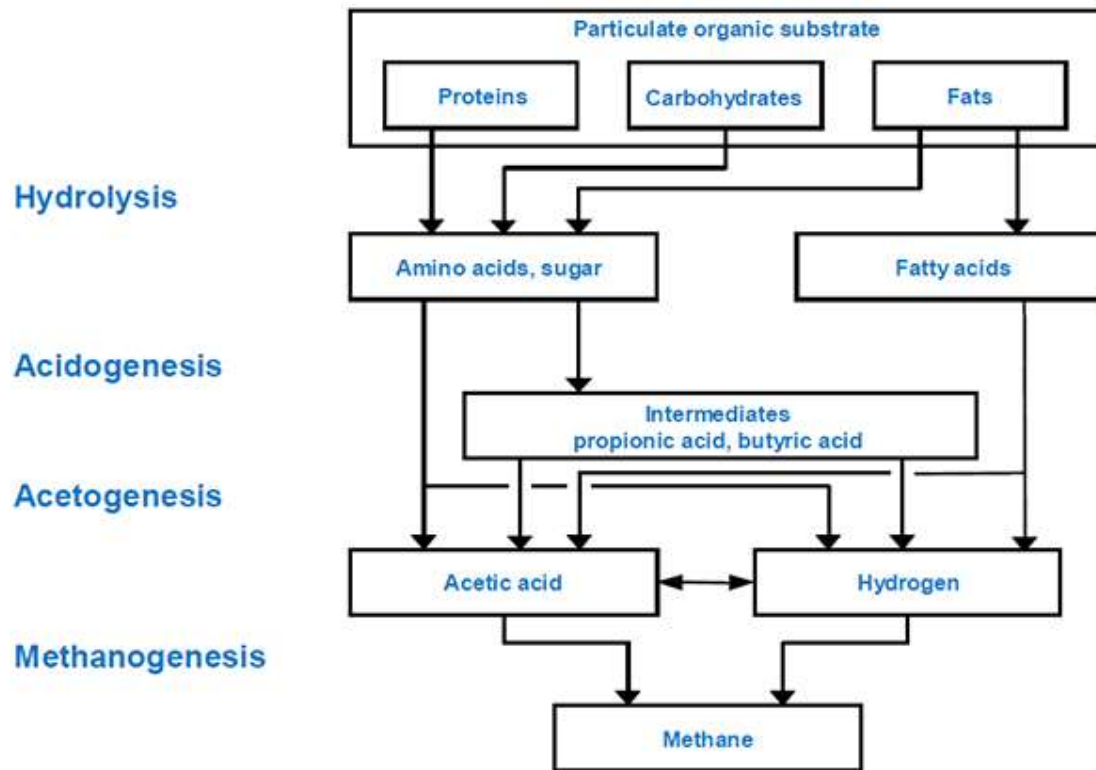 Particulate organic substrate
Proteins
Carbohydrates
Fats
Hydrolysis
Amino acids, sugar
Fatty acids
Acidogenesis
Intermediates
propionic acid, butyric acid
Acetogenesis
Acetic acid
Hydrogen
Methanogenesis
Methane